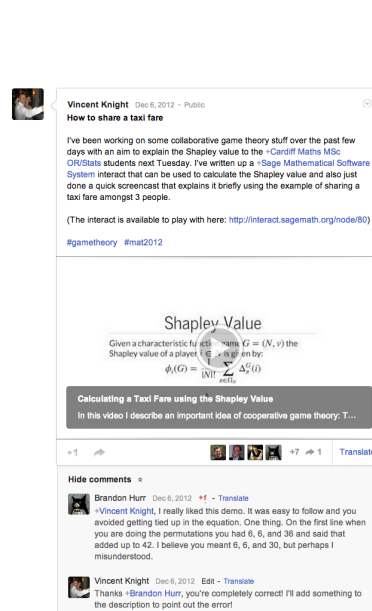 Vincent Knight Dec 6, 2012 - Public
How to share a taxi fare
I've been working on some collaborative game theory stuff over the past few
days with an aim to explain the Shapley value to the +Cardiff Maths MSc
OR/Stats students next Tuesday. I've written up a +Sage Mathematical Software
System interact that can be used to calculate the Shapley value and also just
done a quick screencast that explains it briefly using the example of sharing a
taxi fare amongst 3 people.
(The interact is available to play with here: http://interact.sagemath.org/node/80)
#gametheory #mat2012
Shapley Value
Given a characteristic function game G = (N, v) the
Shapley value of a player i ∈ N is given by:
φᵢ(G) = 1/|N|! ∑ π∈Πₙ Δ^G_π(i)
Calculating a Taxi Fare using the Shapley Value
In this video I describe an important idea of cooperative game theory: T...
+1 +7 1 Translate
Hide comments
Brandon Hurr Dec 6, 2012 +1 - Translate
+Vincent Knight, I really liked this demo. It was easy to follow and you
avoided getting tied up in the equation. One thing. On the first line when
you are doing the permutations you had 6, 6, and 36 and said that
added up to 42. I believe you meant 6, 6, and 30, but perhaps I
misunderstood.
Vincent Knight Dec 6, 2012 Edit - Translate
Thanks +Brandon Hurr, you're completely correct! I'll add something to
the description to point out the error!